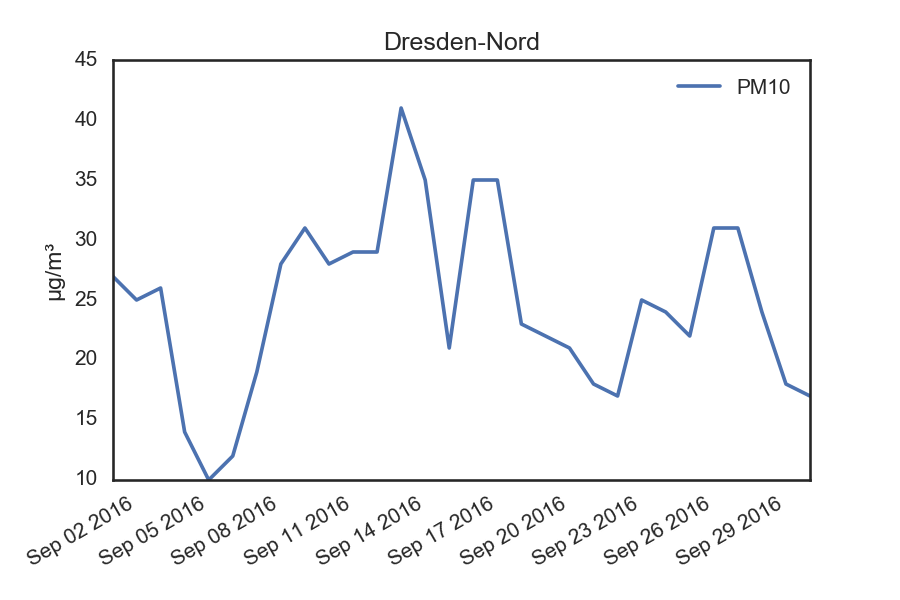 Dresden-Nord
45
40
35
30
25
20
15
10
µg/m³
PM10
Sep 02 2016
Sep 05 2016
Sep 08 2016
Sep 11 2016
Sep 14 2016
Sep 17 2016
Sep 20 2016
Sep 23 2016
Sep 26 2016
Sep 29 2016